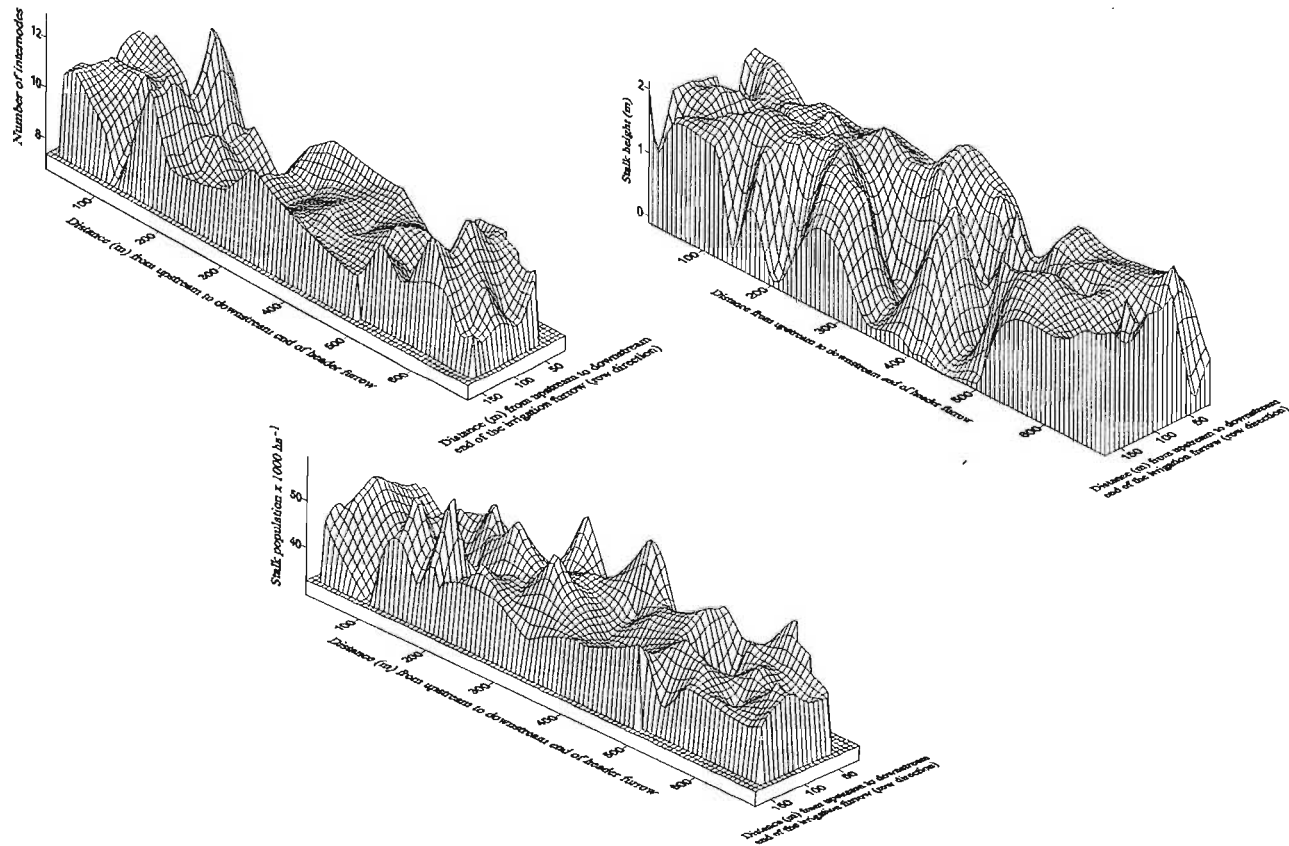 Number of internodes
12
10
8
100
200
300
400
500
600
Distance (m) from upstream to downstream end of header furrow
150
100
50
Distance (m) from upstream to downstream
end of the irrigation furrow (row direction)
Stalk height (m)
2
1
0
100
200
300
400
500
600
Distance from upstream to downstream end of header furrow
150
100
50
Distance (m) from upstream to downstream
end of the irrigation furrow (row direction)
Stalk population x 1000 ha⁻¹
50
40
100
200
300
400
500
600
Distance (m) from upstream to downstream end of header furrow
150
100
50
Distance (m) from upstream to downstream
end of the irrigation furrow (row direction)